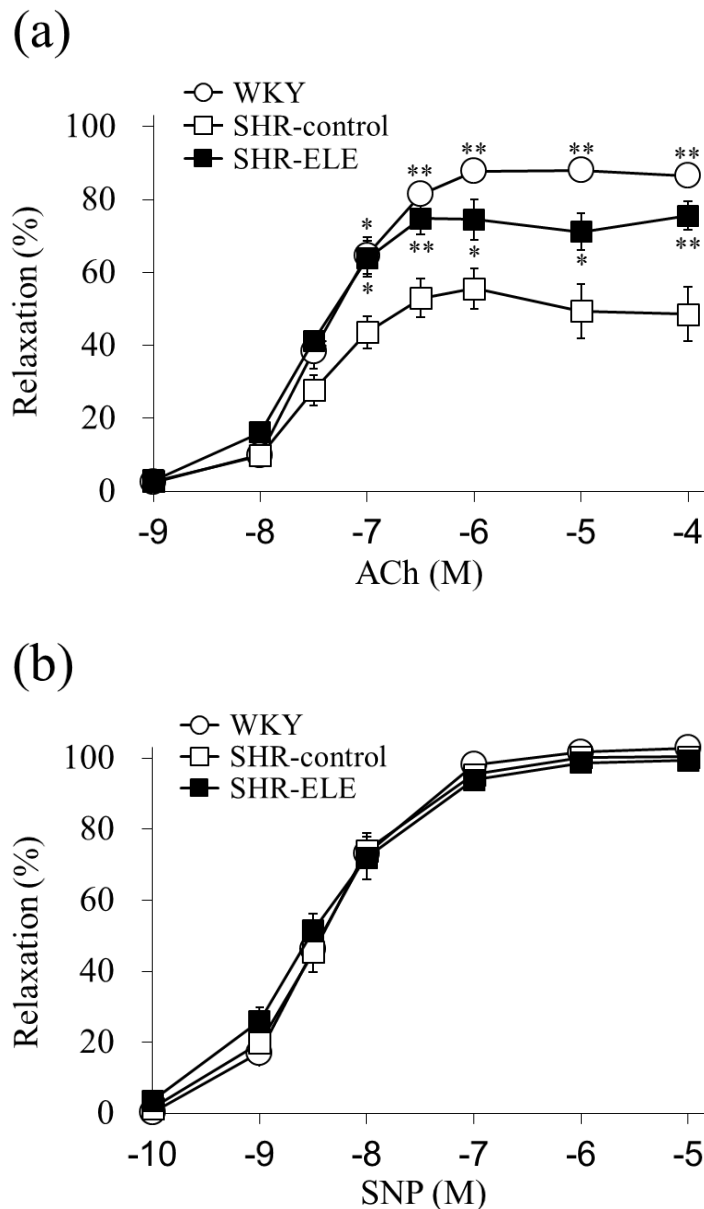 (a)
WKY
SHR-control
SHR-ELE
100
80
60
40
20
0
Relaxation (%)
** ** ** **
*
* ** * * **
-9 -8 -7 -6 -5 -4
ACh (M)
(b)
WKY
SHR-control
SHR-ELE
100
80
60
40
20
0
Relaxation (%)
-10 -9 -8 -7 -6 -5
SNP (M)